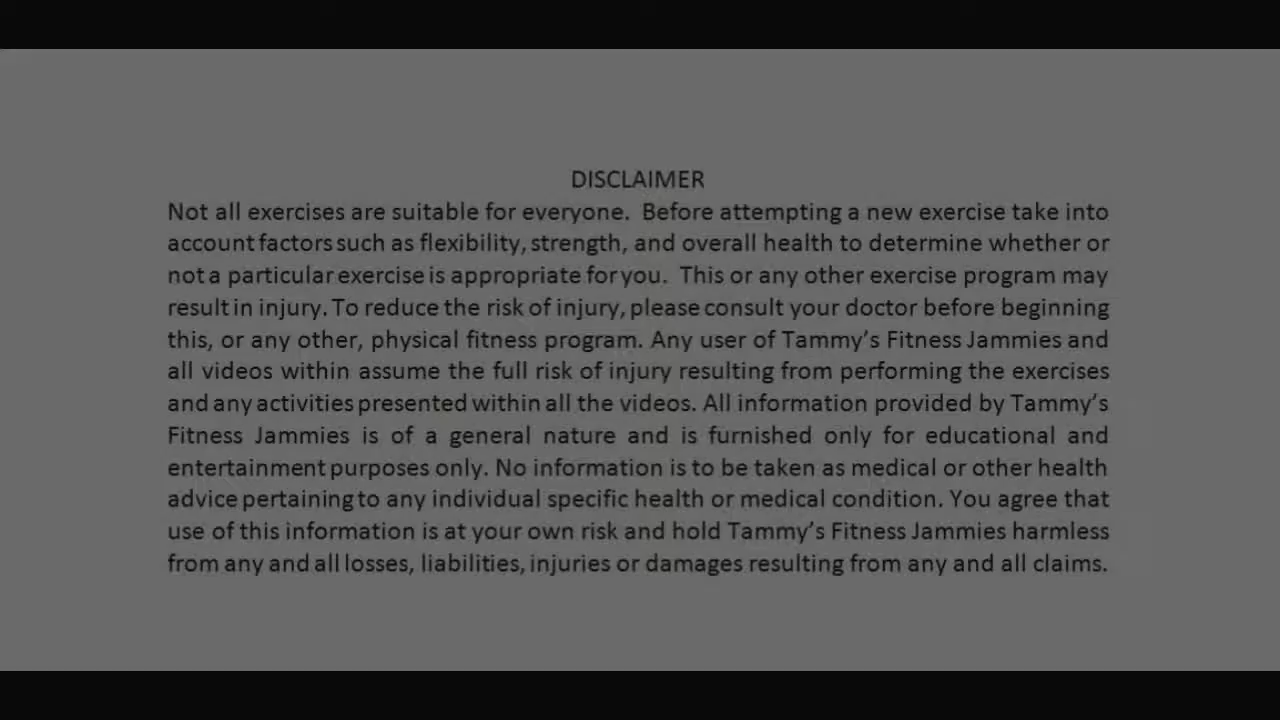 DISCLAIMER
Not all exercises are suitable for everyone. Before attempting a new exercise take into
account factors such as flexibility, strength, and overall health to determine whether or
not a particular exercise is appropriate for you. This or any other exercise program may
result in injury. To reduce the risk of injury, please consult your doctor before beginning
this, or any other, physical fitness program. Any user of Tammy’s Fitness Jammies and
all videos within assume the full risk of injury resulting from performing the exercises
and any activities presented within all the videos. All information provided by Tammy’s
Fitness Jammies is of a general nature and is furnished only for educational and
entertainment purposes only. No information is to be taken as medical or other health
advice pertaining to any individual specific health or medical condition. You agree that
use of this information is at your own risk and hold Tammy’s Fitness Jammies harmless
from any and all losses, liabilities, injuries or damages resulting from any and all claims.